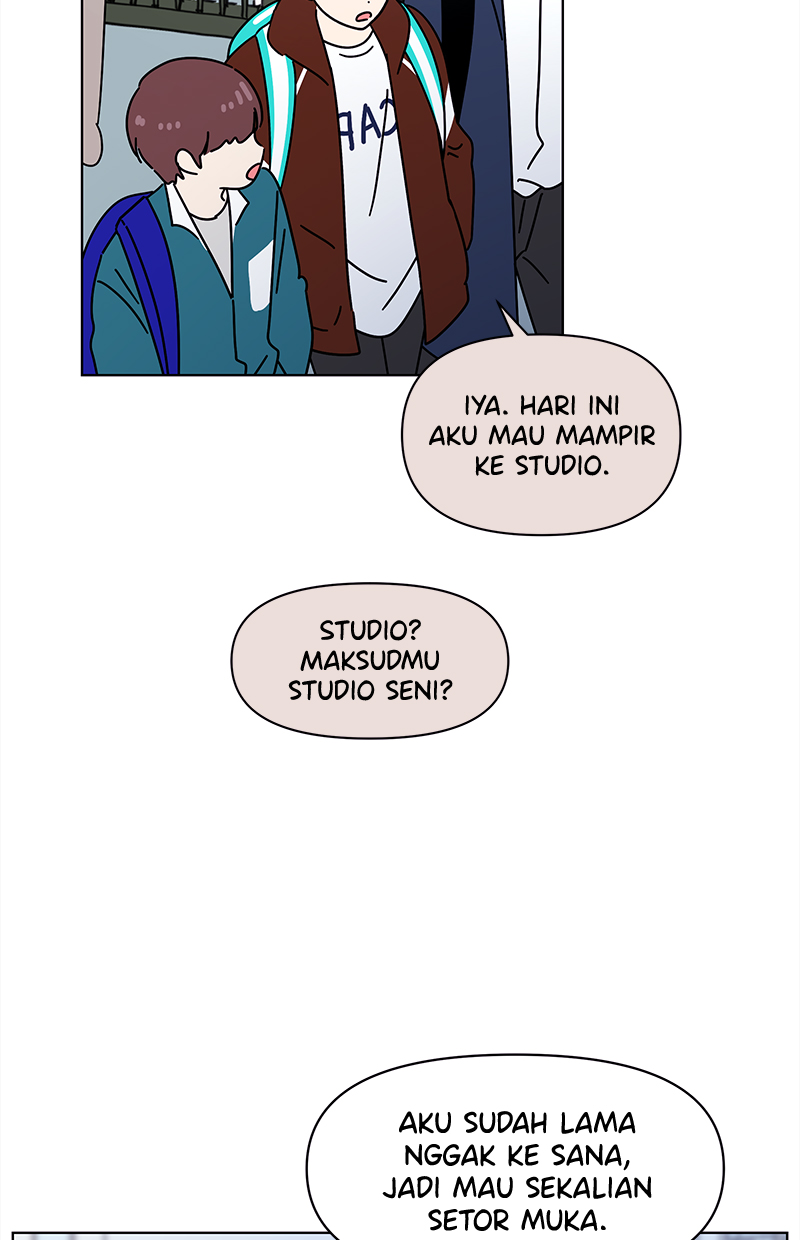 CAP
IYA. HARI INI
AKU MAU MAMPIR
KE STUDIO.
STUDIO?
MAKSUDMU
STUDIO SENI?
AKU SUDAH LAMA
NGGAK KE SANA,
JADI MAU SEKALIAN
SETOR MUKA.